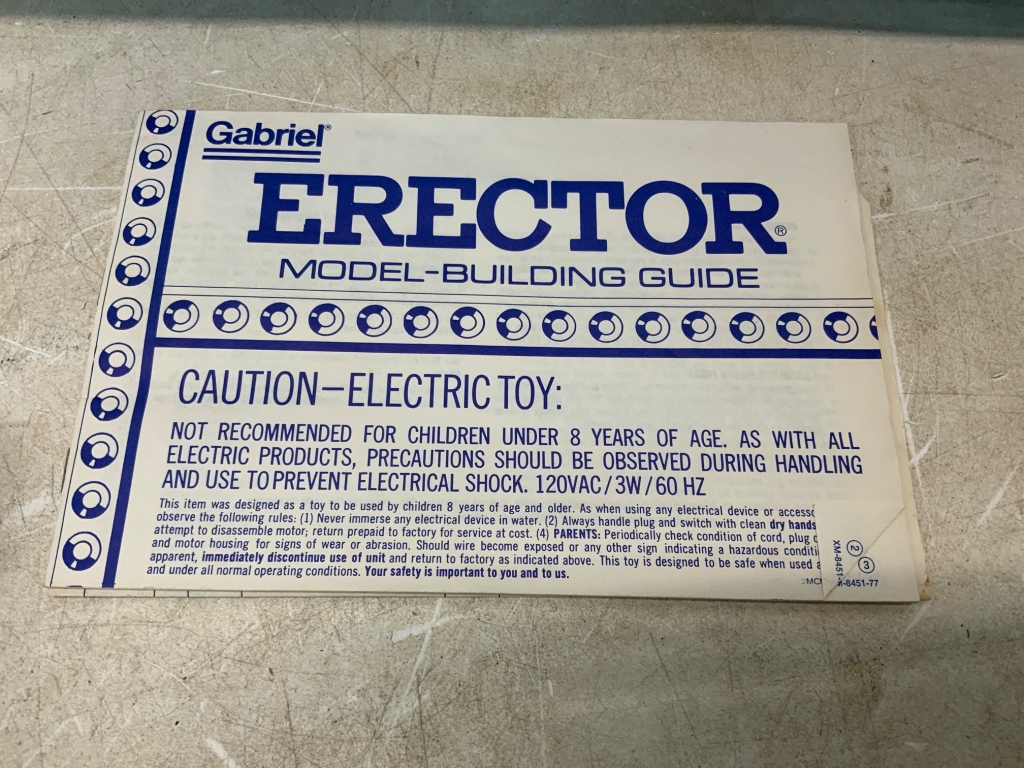 Gabriel®
ERECTOR®
MODEL-BUILDING GUIDE
CAUTION—ELECTRIC TOY:
NOT RECOMMENDED FOR CHILDREN UNDER 8 YEARS OF AGE. AS WITH ALL
ELECTRIC PRODUCTS, PRECAUTIONS SHOULD BE OBSERVED DURING HANDLING
AND USE TO PREVENT ELECTRICAL SHOCK. 120VAC/3W/60 HZ
This item was designed as a toy to be used by children 8 years of age and older. As when using any electrical device or
observe the following rules: (1) Never immerse any electrical device in water. (2) Always handle plug and switch with clean dry hands
attempt to disassemble motor; return prepaid to factory for service at cost. (4) PARENTS: Periodically check condition of cord, plug
and motor housing for signs of wear or abrasion. Should wire become exposed or any other sign indicating a hazardous
apparent, immediately discontinue use of unit and return to factory as indicated above. This toy is designed to be safe when used
and under all normal operating conditions. Your safety is important to you and to us.
XM-8451-
2
3
-8451-77